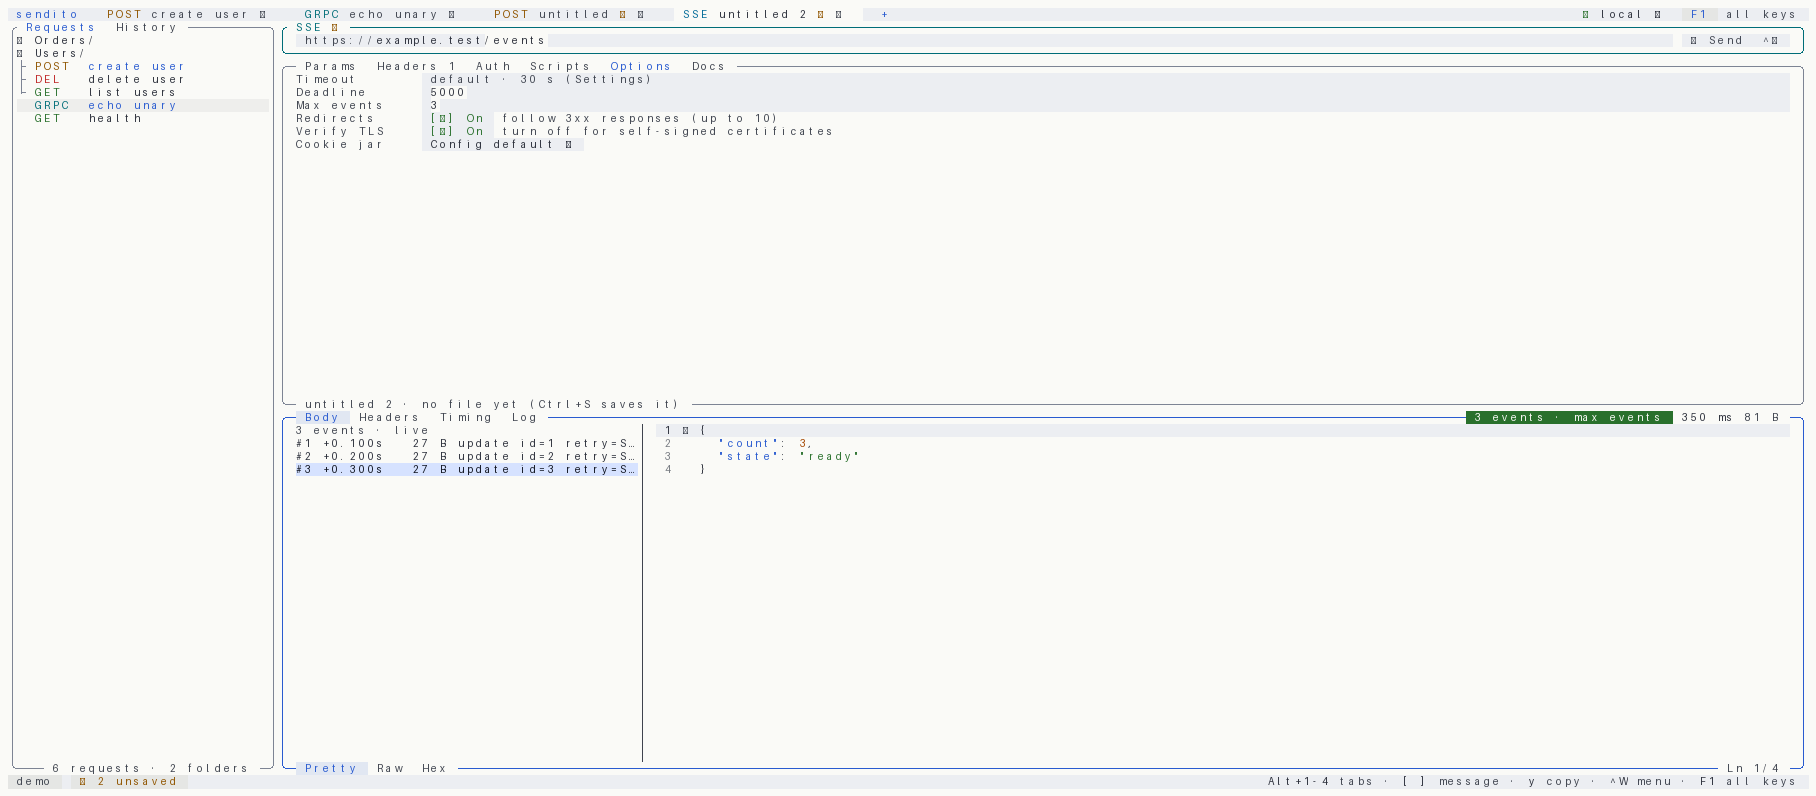 sendito POST create user GRPC echo unary POST untitled SSE untitled 2 + local F1 all keys
Requests History
Orders/
Users/
POST create user
DEL delete user
GET list users
GRPC echo unary
GET health
6 requests · 2 folders
SSE
https://example.test/events Send ^
Params Headers 1 Auth Scripts Options Docs
Timeout default · 30 s (Settings)
Deadline 5000
Max events 3
Redirects [ ] On follow 3xx responses (up to 10)
Verify TLS [ ] On turn off for self-signed certificates
Cookie jar Config default
untitled 2 · no file yet (Ctrl+S saves it)
Body Headers Timing Log 3 events · max events 350 ms 81 B
3 events · live
#1 +0.100s 27 B update id=1 retry=S…
#2 +0.200s 27 B update id=2 retry=S…
#3 +0.300s 27 B update id=3 retry=S…
1 {
2 "count": 3,
3 "state": "ready"
4 }
Pretty Raw Hex Ln 1/4
demo 2 unsaved Alt+1-4 tabs · [ ] message · y copy · ^W menu · F1 all keys